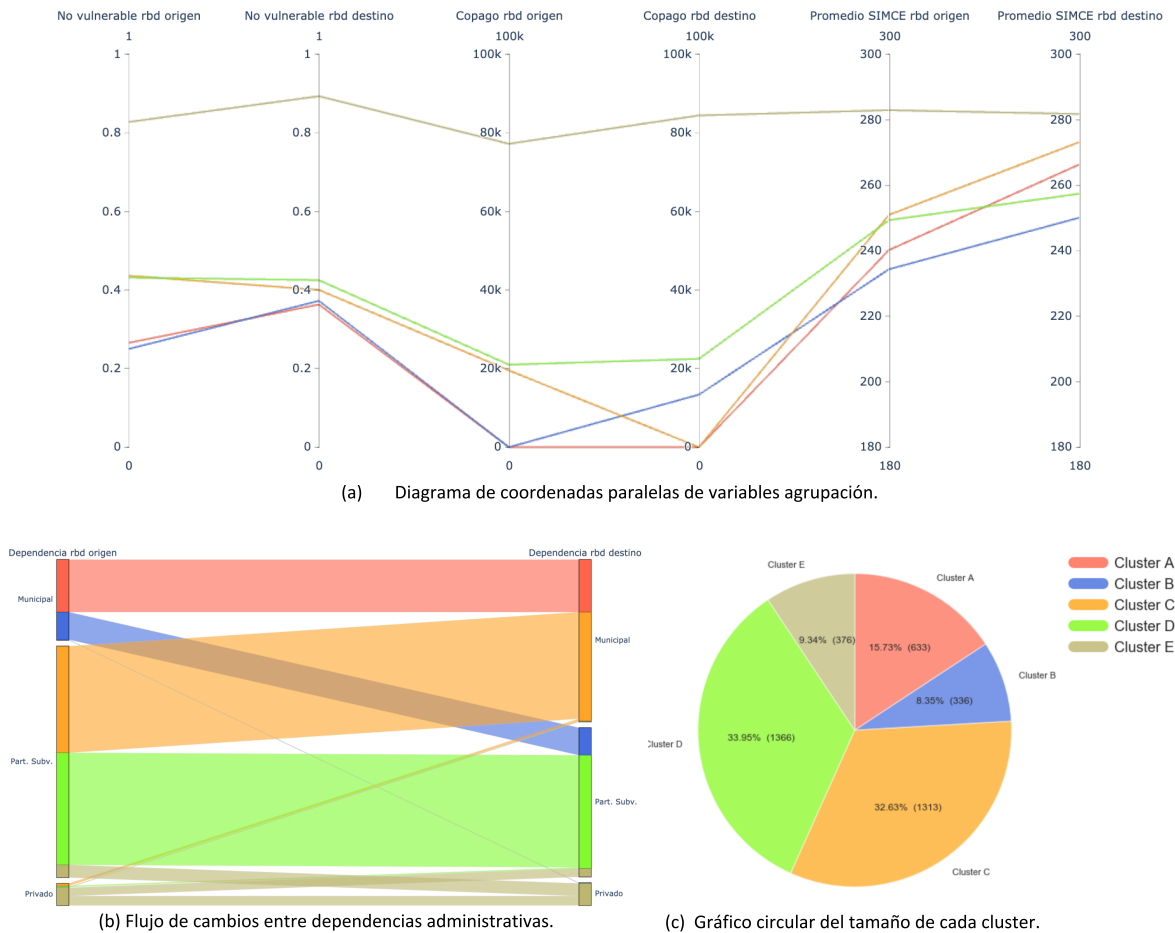 No vulnerable rbd origen No vulnerable rbd destino Copago rbd origen Copago rbd destino Promedio SIMCE rbd origen Promedio SIMCE rbd destino
1 1 100k 100k 300 300
1 1 100k 100k 300 300
280 280
0.8 0.8 80k 80k
260 260
0.6 0.6 60k 60k
240 240
0.4 0.4 40k 40k
220 220
0.2 0.2 20k 20k
200 200
0 0 0 0 180 180
0 0 0 0 180 180
(a) Diagrama de coordenadas paralelas de variables agrupación.
Dependencia rbd origen Dependencia rbd destino
Municipal
Part. Subv.
Privado
Municipal
Part. Subv.
Privado
(b) Flujo de cambios entre dependencias administrativas.
Cluster E
Cluster A
9.34% (376)
15.73% (633)
Cluster B
8.35% (336)
Cluster D
33.95% (1366)
32.63% (1313)
Cluster C
Cluster A
Cluster B
Cluster C
Cluster D
Cluster E
(c) Gráfico circular del tamaño de cada cluster.